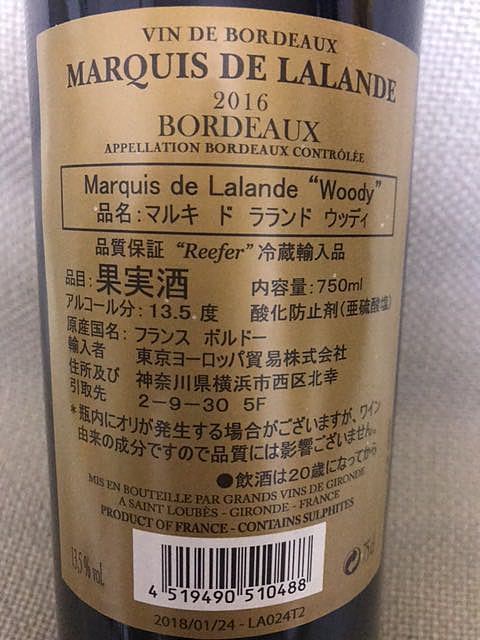 VIN DE BORDEAUX
MARQUIS DE LALANDE
2016
BORDEAUX
APPELLATION BORDEAUX CONTRÔLÉE
Marquis de Lalande “Woody”
品名:マルキ ド ラランド ウッディ
品質保証 “Reefer” 冷蔵輸入品
品目:果実酒 内容量:750ml
アルコール分:13.5度 酸化防止剤(亜硫酸塩)
原産国名:フランス ボルドー
輸入者 東京ヨーロッパ貿易株式会社
住所及び 神奈川県横浜市西区北幸
引取先 2-9-30 5F
*瓶内にオリが発生する場合がございますが、ワイン
由来の成分ですので品質には影響ございません。
●飲酒は20歳になってから
MIS EN BOUTEILLE PAR GRANDS VINS DE GIRONDE
A SAINT LOUBÈS - GIRONDE - FRANCE
PRODUCT OF FRANCE - CONTAINS SULPHITES
13.5% vol.
75 cl
4 519490 510488
2018/01/24 - LA024T2